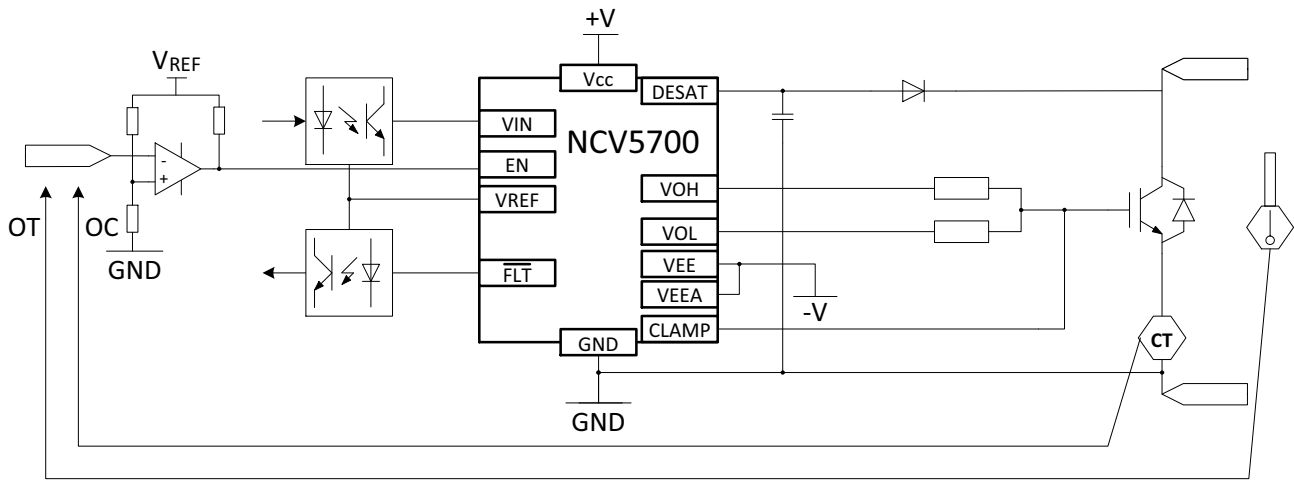 +V
VREF
Vcc
DESAT
VIN
NCV5700
EN
VOH
VREF
VOL
OT
OC
GND
FLT
VEE
VEEA
-V
CLAMP
GND
CT
GND
-
+